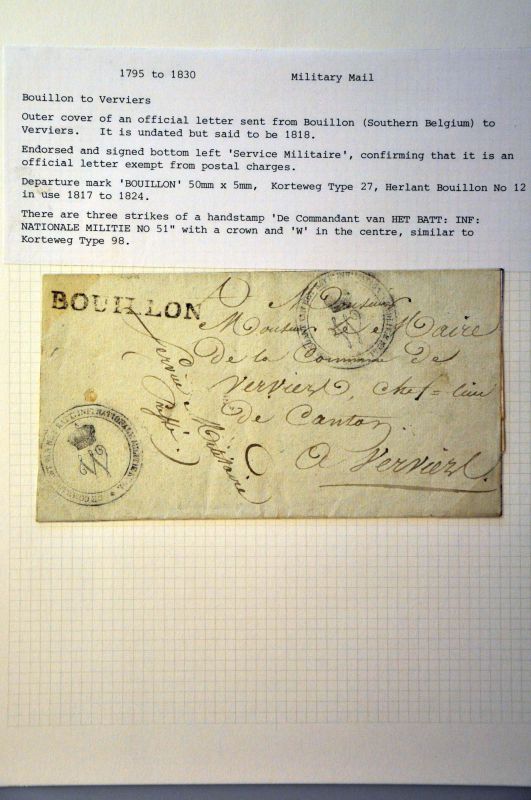 1795 to 1830 Military Mail
Bouillon to Verviers
Outer cover of an official letter sent from Bouillon (Southern Belgium) to
Verviers. It is undated but said to be 1818.
Endorsed and signed bottom left 'Service Militaire', confirming that it is an
official letter exempt from postal charges.
Departure mark 'BOUILLON' 50mm x 5mm, Korteweg Type 27, Herlant Bouillon No 12
in use 1817 to 1824.
There are three strikes of a handstamp 'De Commandant van HET BATT: INF:
NATIONALE MILITIE NO 51" with a crown and 'W' in the centre, similar to
Korteweg Type 98.
BOUILLON
A Monsieur
Monsieur le Maire
De la Commune de
Verviers, chef = lieu
De Canton.
A Verviers.
Service Militaire
W
W